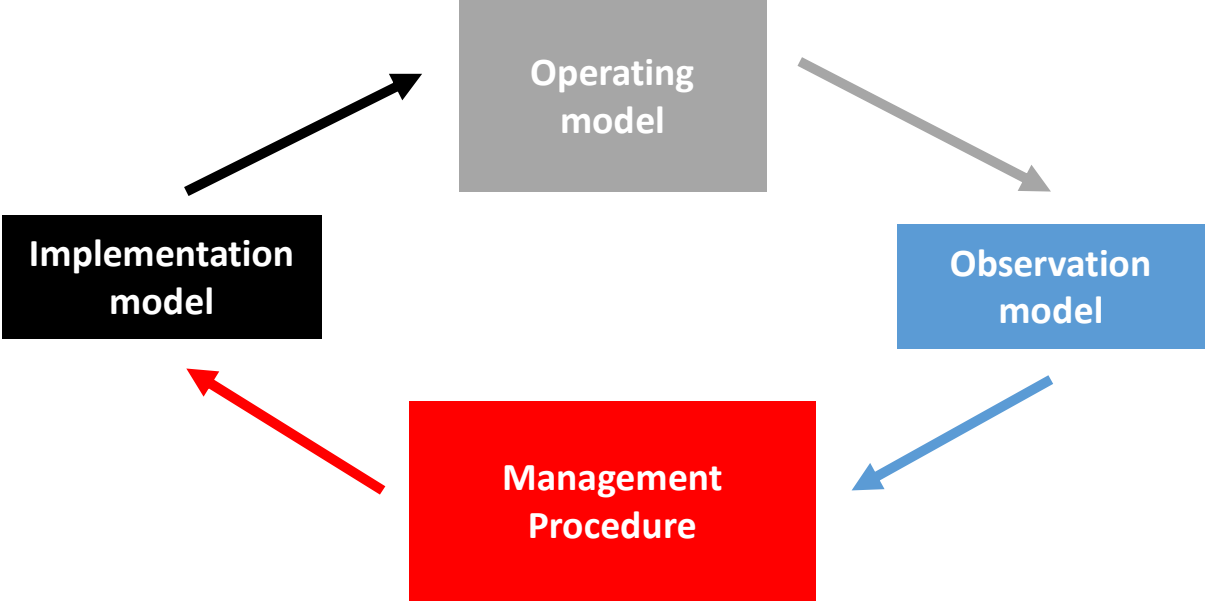 Operating
model
Implementation
model
Observation
model
Management
Procedure